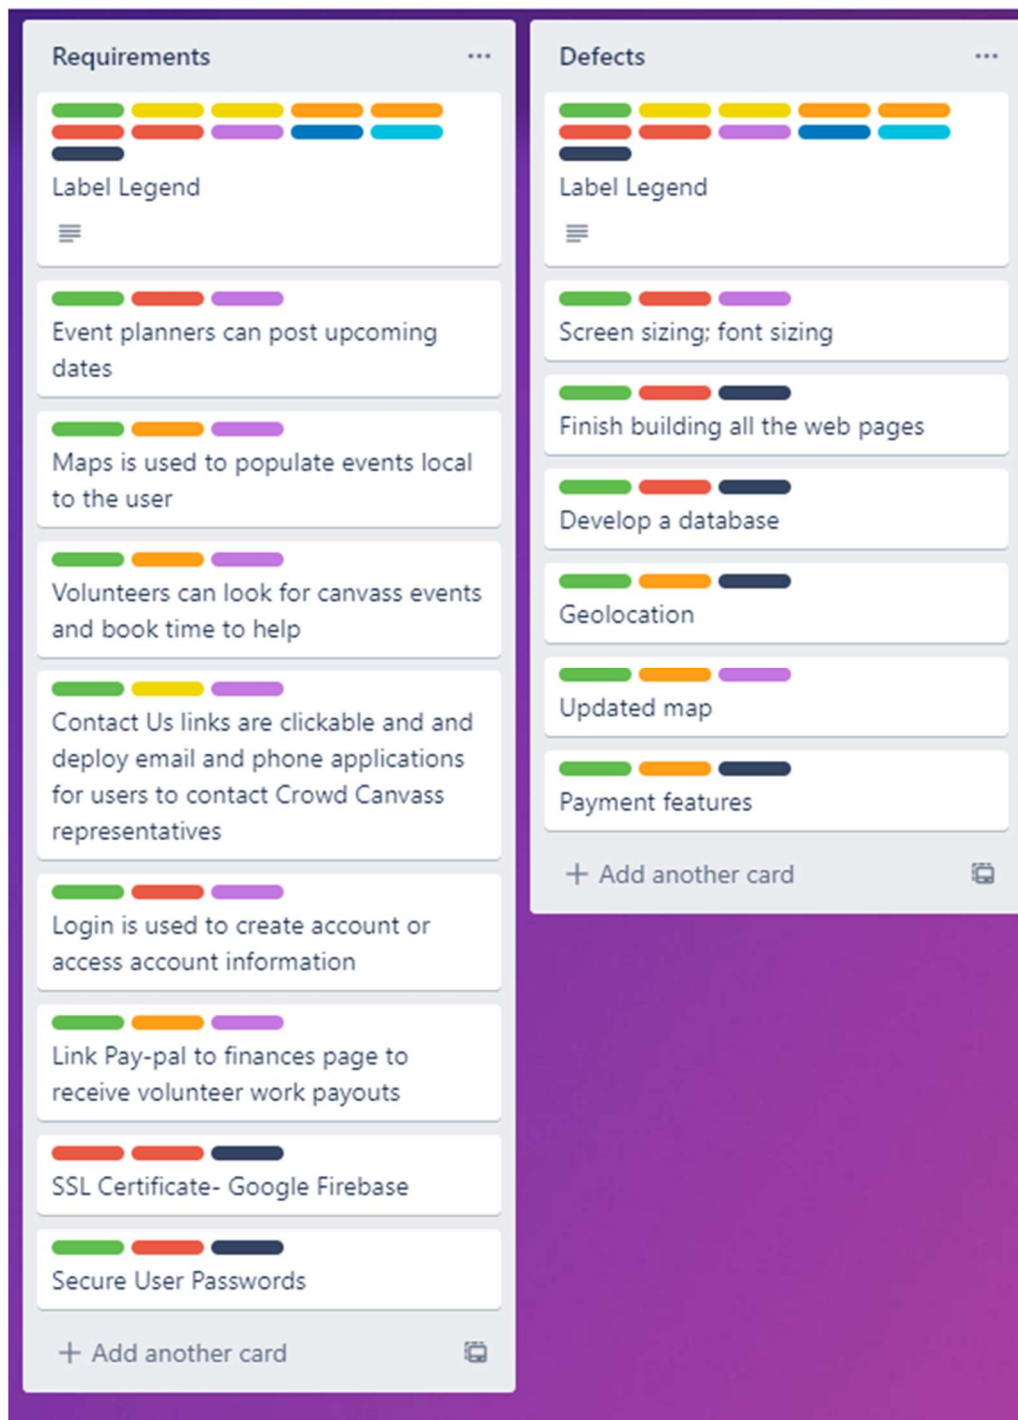 Requirements
Label Legend
Event planners can post upcoming
dates
Maps is used to populate events local
to the user
Volunteers can look for canvass events
and book time to help
Contact Us links are clickable and and
deploy email and phone applications
for users to contact Crowd Canvass
representatives
Login is used to create account or
access account information
Link Pay-pal to finances page to
receive volunteer work payouts
SSL Certificate- Google Firebase
Secure User Passwords
+ Add another card
Defects
Label Legend
Screen sizing; font sizing
Finish building all the web pages
Develop a database
Geolocation
Updated map
Payment features
+ Add another card